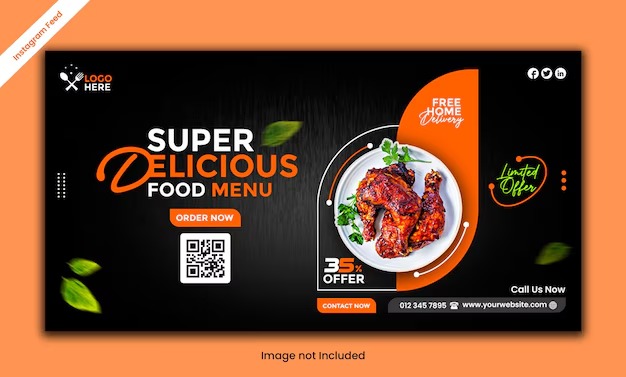 Instagram Feed
LOGO
HERE
SUPER
DELICIOUS
FOOD MENU
ORDER NOW
FREE
HOME
Delivery
Limited
Offer
35%
OFFER
CONTACT NOW
Call Us Now
012 345 7895 www.yourwebsite.com
Image not Included